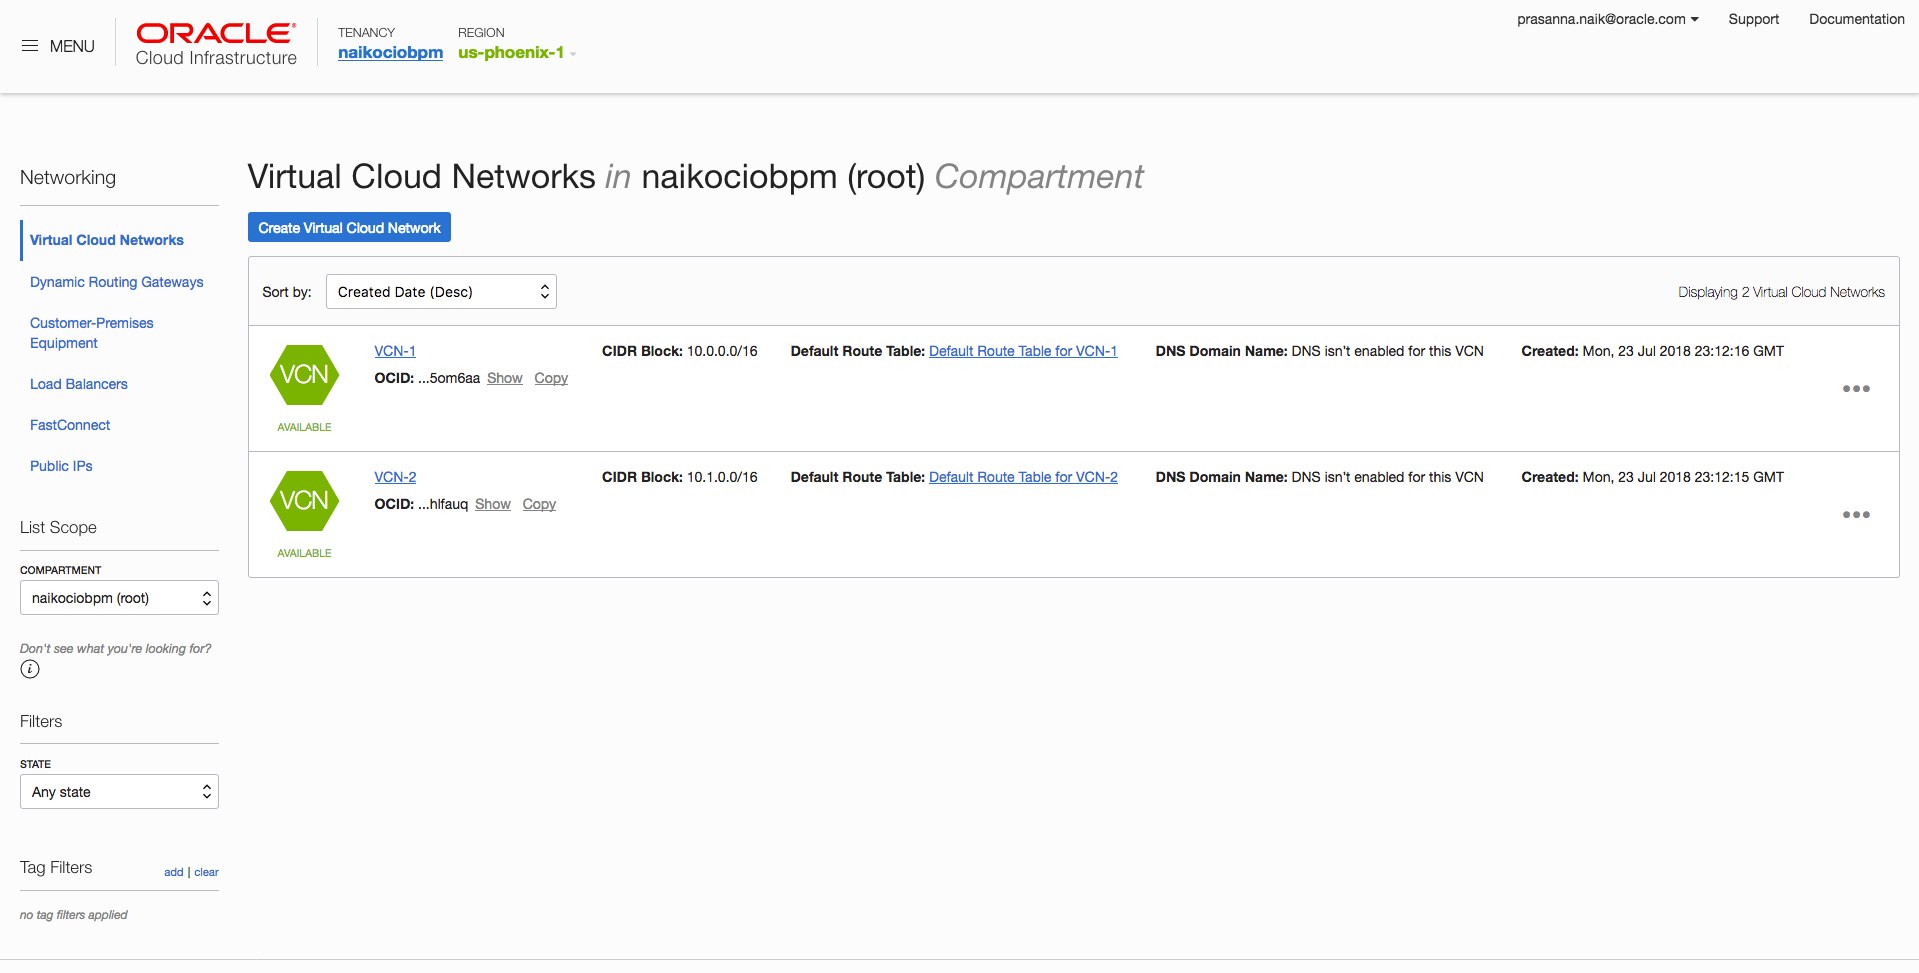 MENU
ORACLE
Cloud Infrastructure
TENANCY
naikociobpm
REGION
us-phoenix-1
prasanna.naik@oracle.com
Support
Documentation
Networking
Virtual Cloud Networks
Dynamic Routing Gateways
Customer-Premises
Equipment
Load Balancers
FastConnect
Public IPs
List Scope
COMPARTMENT
naikociobpm (root)
Don't see what you're looking for?
i
Filters
STATE
Any state
Tag Filters
add | clear
no tag filters applied
Virtual Cloud Networks in naikociobpm (root) Compartment
Create Virtual Cloud Network
Sort by: Created Date (Desc)
Displaying 2 Virtual Cloud Networks
VCN
AVAILABLE
VCN-1
OCID: ...5om6aa Show Copy
CIDR Block: 10.0.0.0/16
Default Route Table: Default Route Table for VCN-1
DNS Domain Name: DNS isn't enabled for this VCN
Created: Mon, 23 Jul 2018 23:12:16 GMT
VCN
AVAILABLE
VCN-2
OCID: ...hlfauq Show Copy
CIDR Block: 10.1.0.0/16
Default Route Table: Default Route Table for VCN-2
DNS Domain Name: DNS isn't enabled for this VCN
Created: Mon, 23 Jul 2018 23:12:15 GMT